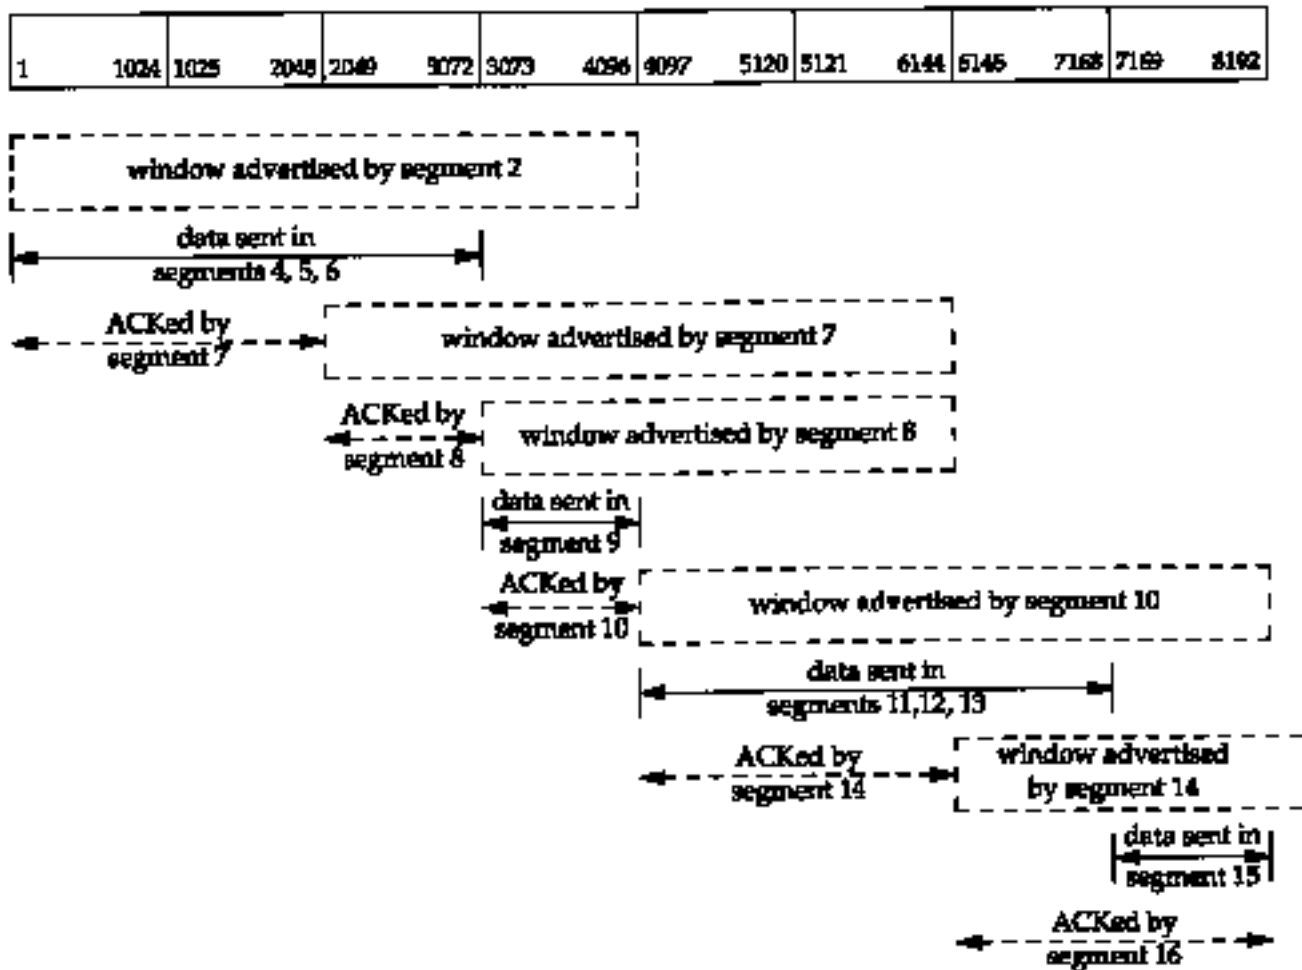 1 1024 1025 2048 2049 3072 3073 4096 4097 5120 5121 6144 6145 7168 7169 8192
window advertised by segment 2
data sent in
segments 4, 5, 6
ACKed by
segment 7
window advertised by segment 7
ACKed by
segment 8
window advertised by segment 8
data sent in
segment 9
ACKed by
segment 10
window advertised by segment 10
data sent in
segments 11,12, 13
ACKed by
segment 14
window advertised
by segment 14
data sent in
segment 15
ACKed by
segment 16